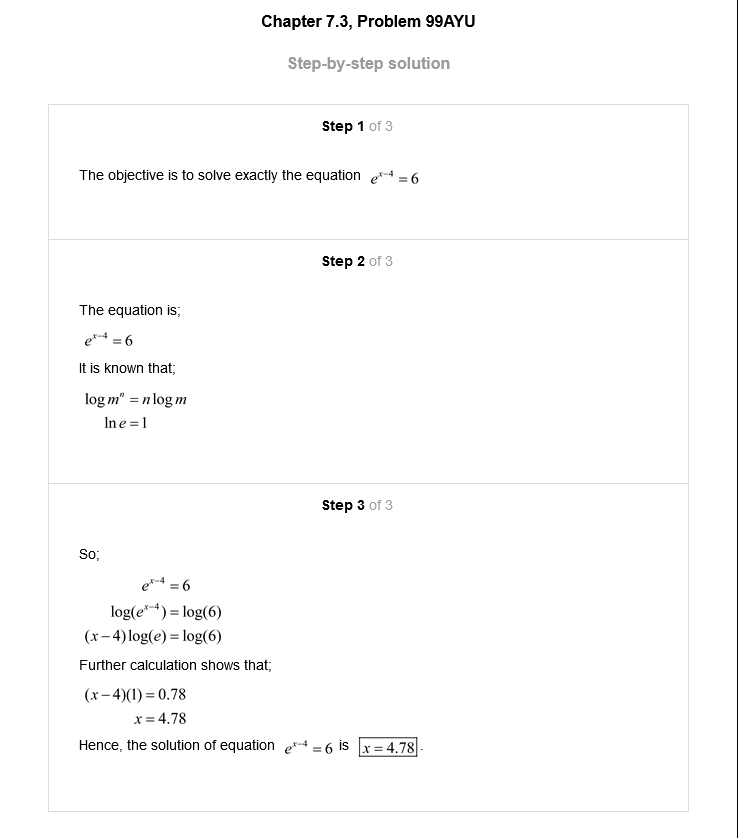 Chapter 7.3, Problem 99AYU
Step-by-step solution
Step 1 of 3
The objective is to solve exactly the equation e^{x-4} = 6
Step 2 of 3
The equation is;
e^{x-4} = 6
It is known that;
log m^n = n log m
ln e = 1
Step 3 of 3
So;
e^{x-4} = 6
log(e^{x-4}) = log(6)
(x-4)log(e) = log(6)
Further calculation shows that;
(x-4)(1) = 0.78
x = 4.78
Hence, the solution of equation e^{x-4} = 6 is x = 4.78.